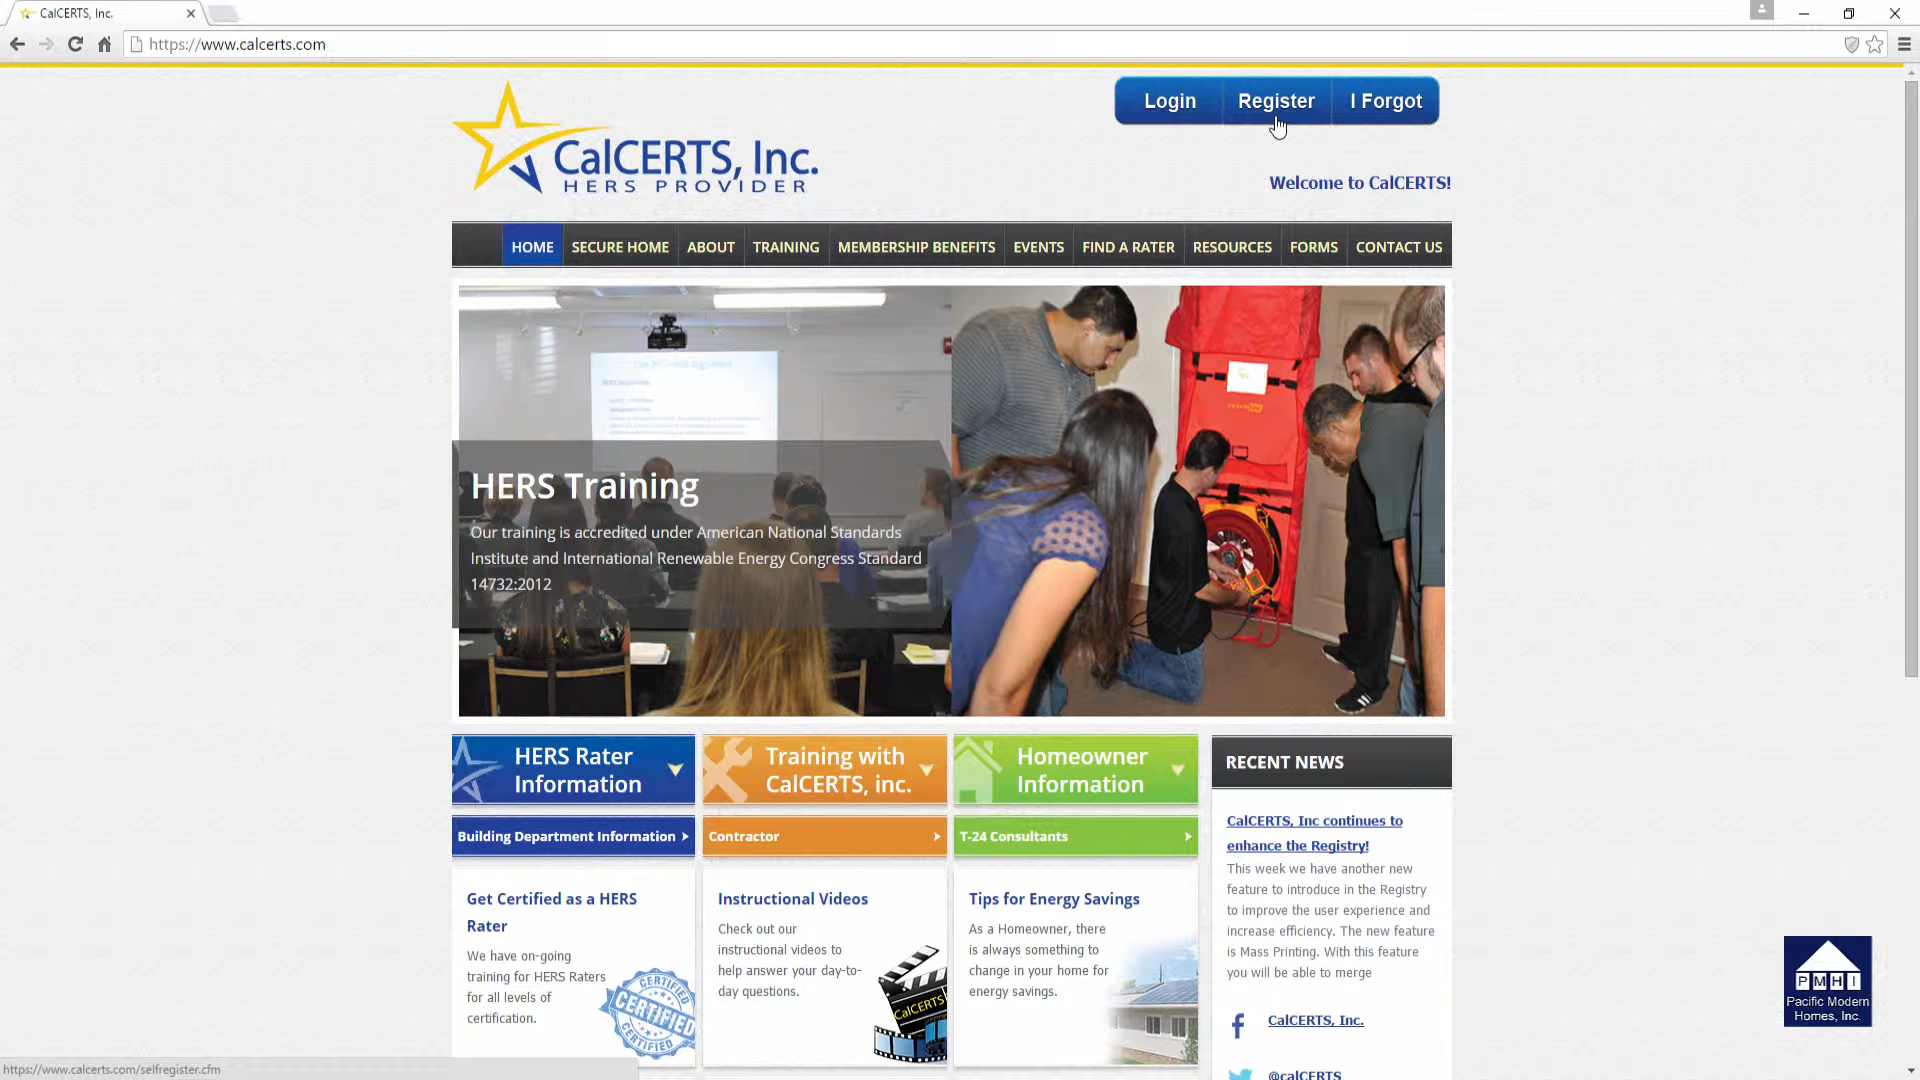 CalCERTS, Inc.
https://www.calcerts.com
Login
Register
I Forgot
CalCERTS, Inc.
HERS PROVIDER
Welcome to CalCERTS!
HOME
SECURE HOME
ABOUT
TRAINING
MEMBERSHIP BENEFITS
EVENTS
FIND A RATER
RESOURCES
FORMS
CONTACT US
HERS Training
Our training is accredited under American National Standards
Institute and International Renewable Energy Congress Standard
14732:2012
HERS Rater
Information
Training with
CalCERTS, inc.
Homeowner
Information
Building Department Information
Contractor
T-24 Consultants
Get Certified as a HERS
Rater
We have on-going
training for HERS Raters
for all levels of
certification.
CERTIFIED
CERTIFIED
CERTIFIED
Instructional Videos
Check out our
instructional videos to
help answer your day-to-
day questions.
CalCERTS
Tips for Energy Savings
As a Homeowner, there
is always something to
change in your home for
energy savings.
RECENT NEWS
CalCERTS, Inc continues to
enhance the Registry!
This week we have another new
feature to introduce in the Registry
to improve the user experience and
increase efficiency. The new feature
is Mass Printing. With this feature
you will be able to merge
CalCERTS, Inc.
@calCERTS
PMHI
Pacific Modern
Homes, Inc.
https://www.calcerts.com/selfregister.cfm